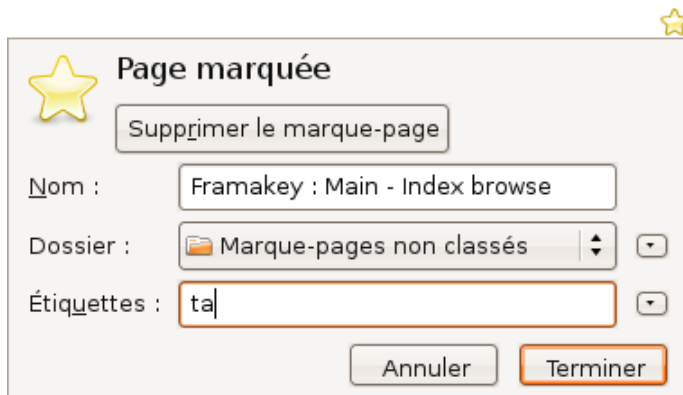 Page marquée
Supprimer le marque-page
Nom : Framakey : Main - Index browse
Dossier : Marque-pages non classés
Étiquettes : ta
Annuler Terminer